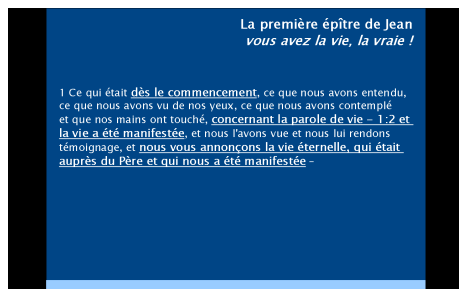 La première épître de Jean
vous avez la vie, la vraie !
1 Ce qui était dès le commencement, ce que nous avons entendu,
ce que nous avons vu de nos yeux, ce que nous avons contemplé
et que nos mains ont touché, concernant la parole de vie – 1:2 et
la vie a été manifestée, et nous l'avons vue et nous lui rendons
témoignage, et nous vous annonçons la vie éternelle, qui était
auprès du Père et qui nous a été manifestée –